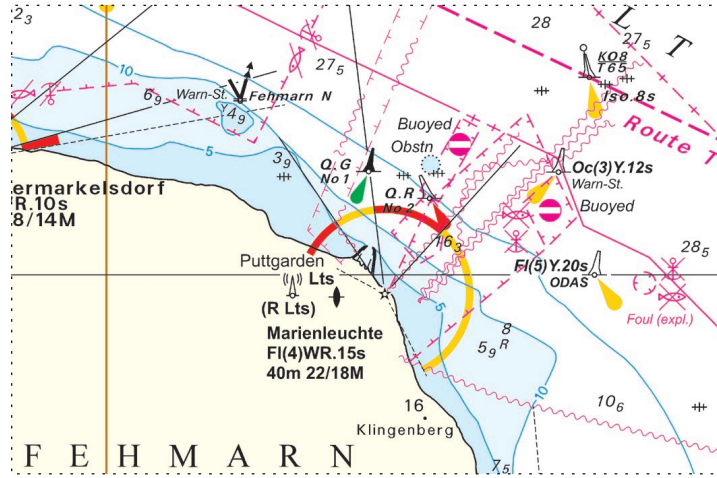 2₃
28
L
T
27₅
KO8
T65
Iso.8s
Route T
10
27₅
Warn-St.
Fehmarn N
6₉
4₉
Buoyed
Obstn
5
3₉
Q.G
No 1
Q.R
No 2
Oc(3)Y.12s
Warn-St.
Buoyed
ermarkelsdorf
R.10s
8/14M
16₃
28₅
Puttgarden
Lts
(R Lts)
Fl(5)Y.20s
ODAS
Foul (expl.)
5
Marienleuchte
Fl(4)WR.15s
40m 22/18M
8
R
5₉
10
10₆
16
Klingenberg
FEHMARN
7₅